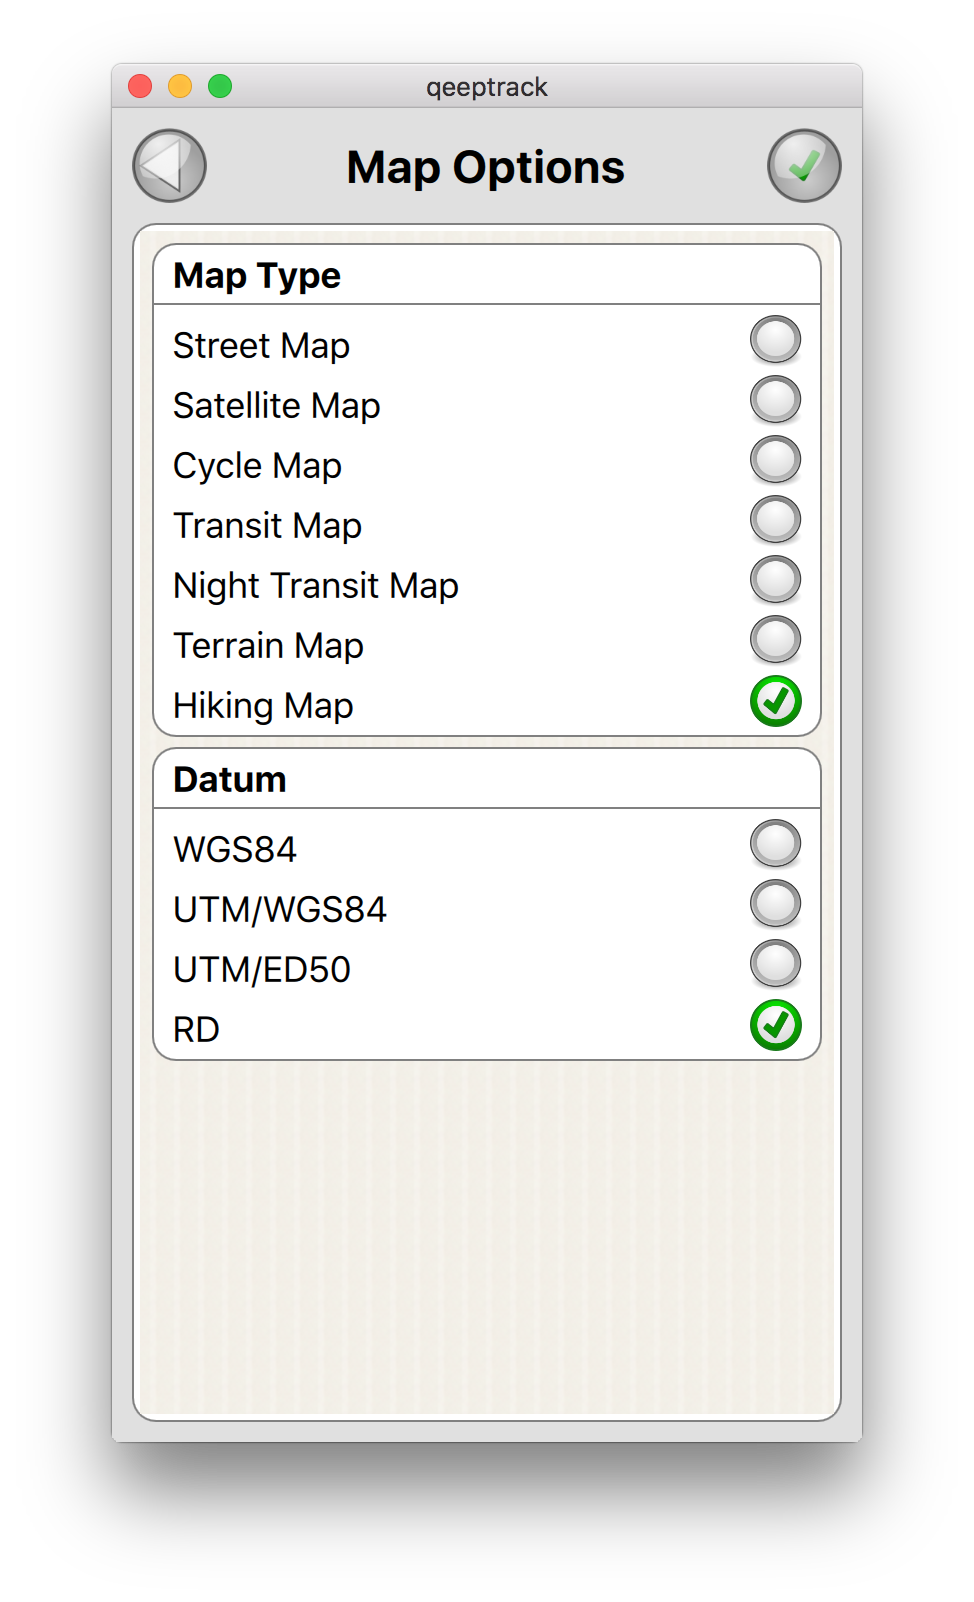 qeeptrack
Map Options
Map Type
Street Map
Satellite Map
Cycle Map
Transit Map
Night Transit Map
Terrain Map
Hiking Map
Datum
WGS84
UTM/WGS84
UTM/ED50
RD